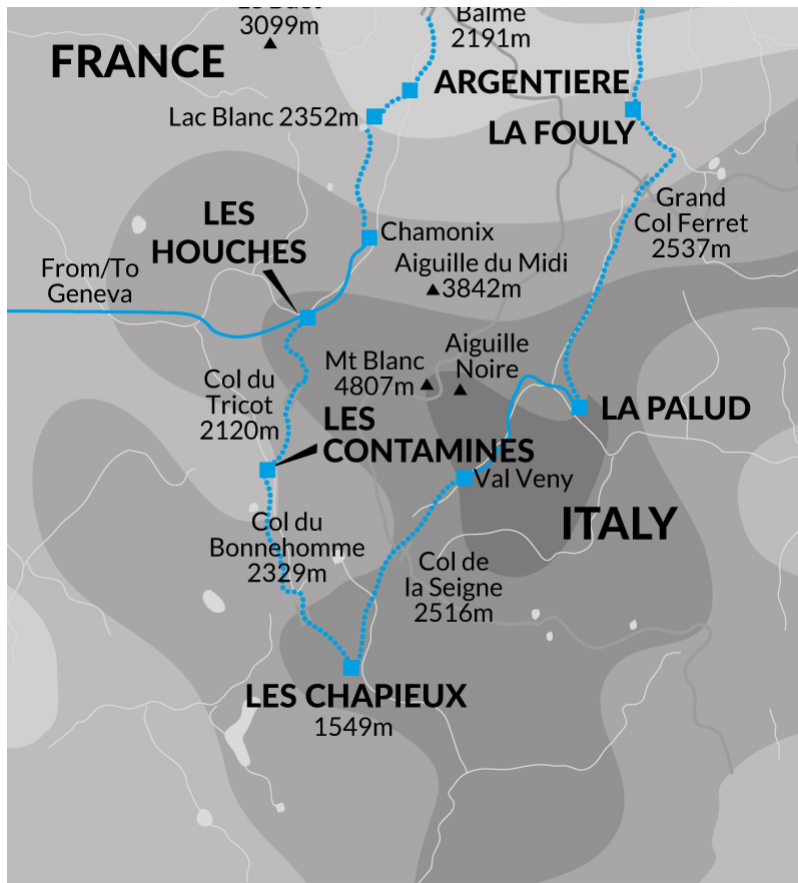 3099m
Balme
2191m
FRANCE
ARGENTIERE
Lac Blanc 2352m
LA FOULY
Grand
Col Ferret
2537m
LES
HOUCHES
Chamonix
From/To
Geneva
Aiguille du Midi
3842m
Mt Blanc
4807m
Aiguille
Noire
Col du
Tricot
2120m
LES
CONTAMINES
LA PALUD
Val Veny
ITALY
Col du
Bonnehomme
2329m
Col de
la Seigne
2516m
LES CHAPIEUX
1549m